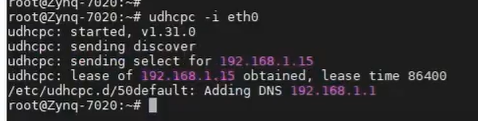 root@Zynq-7020:~#
root@Zynq-7020:~# udhcpc -i eth0
udhcpc: started, v1.31.0
udhcpc: sending discover
udhcpc: sending select for 192.168.1.15
udhcpc: lease of 192.168.1.15 obtained, lease time 86400
/etc/udhcpc.d/50default: Adding DNS 192.168.1.1
root@Zynq-7020:~#